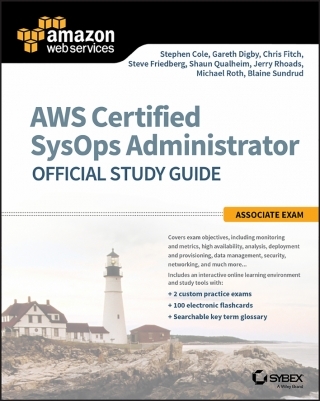 amazon
web services
Stephen Cole, Gareth Digby, Chris Fitch,
Steve Friedberg, Shaun Qualheim, Jerry Rhoads,
Michael Roth, Blaine Sundrud
AWS Certified
SysOps Administrator
OFFICIAL STUDY GUIDE
ASSOCIATE EXAM
Covers exam objectives, including monitoring
and metrics, high availability, analysis, deployment
and provisioning, data management, security,
networking, and much more...
Includes an interactive online learning environment
and study tools with:
+ 2 custom practice exams
+ 100 electronic flashcards
+ Searchable key term glossary
SYBEX
A Wiley Brand